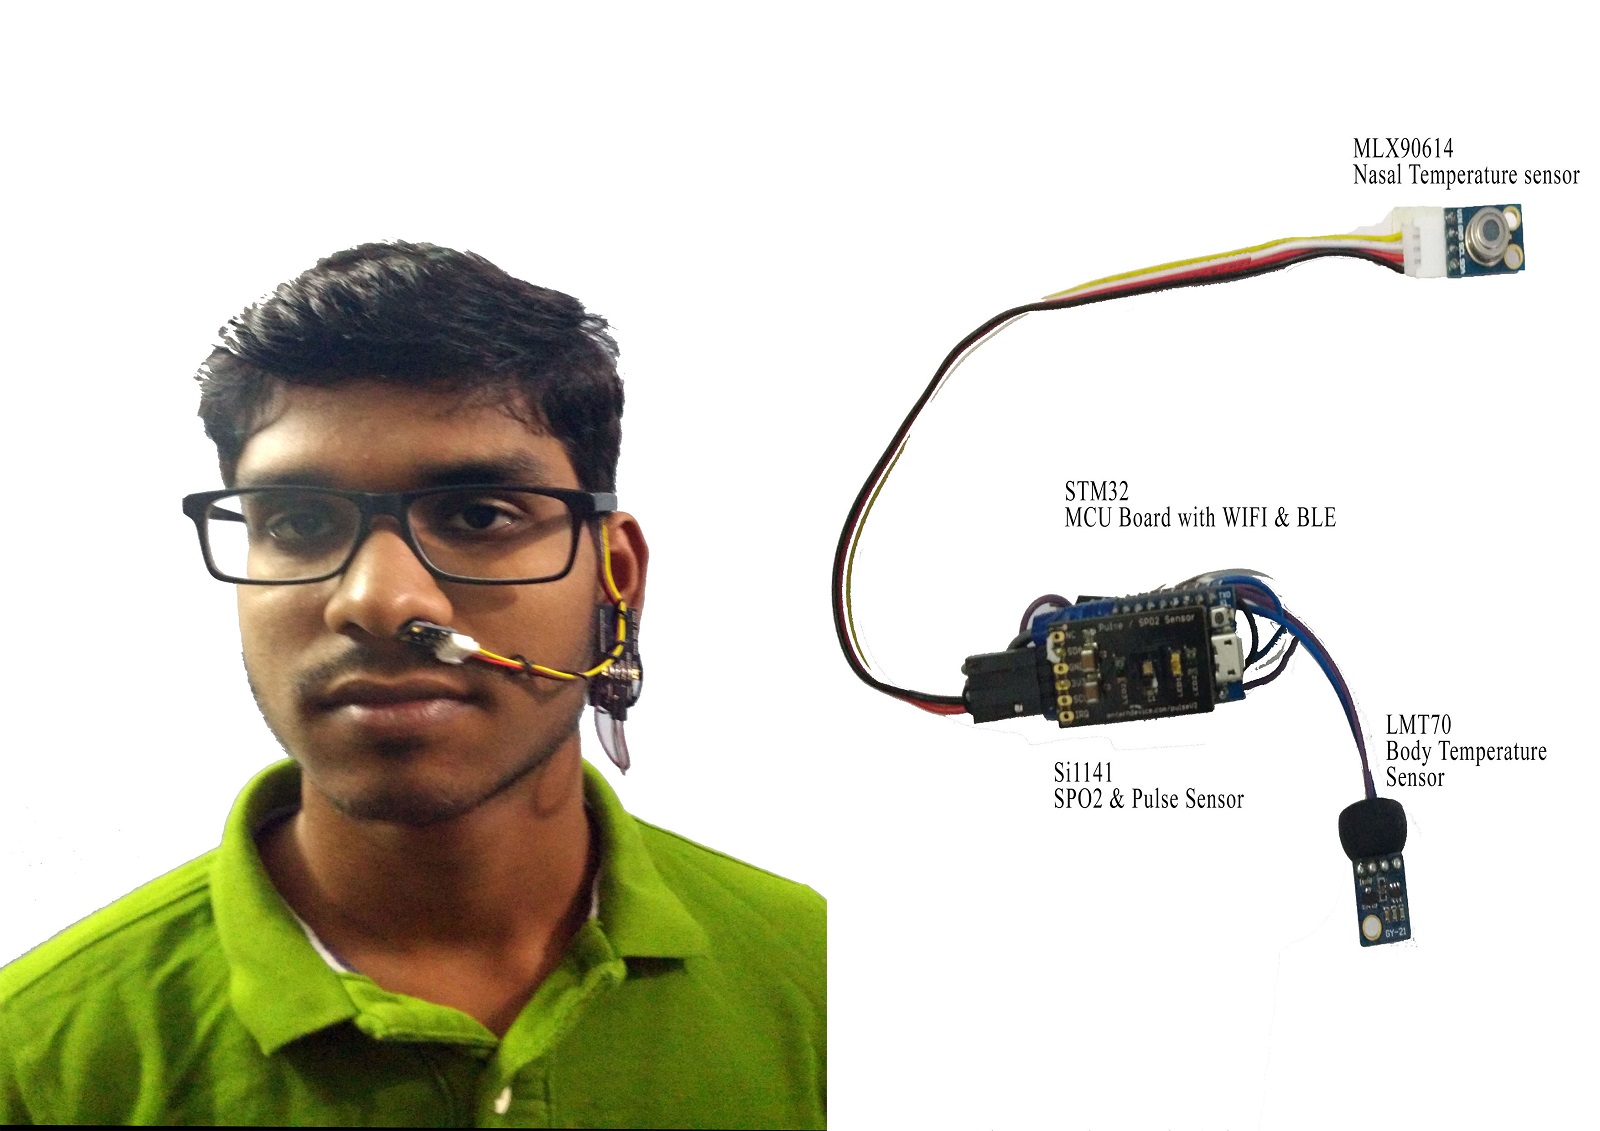 MLX90614
Nasal Temperature sensor
STM32
MCU Board with WIFI & BLE
Pulse / SPO2 Sensor
Si1141
SPO2 & Pulse Sensor
LMT70
Body Temperature
Sensor
GY-21